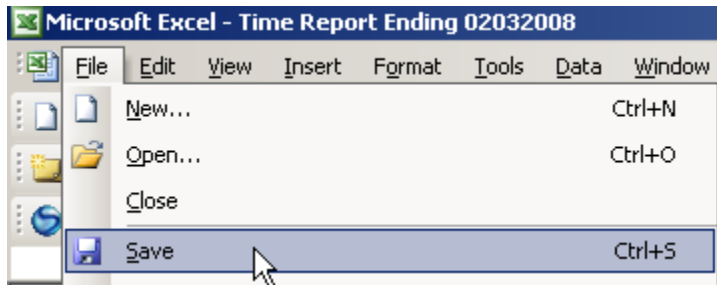 Microsoft Excel - Time Report Ending 02032008
File Edit View Insert Format Tools Data Window
New... Ctrl+N
Open... Ctrl+O
Close
Save Ctrl+S